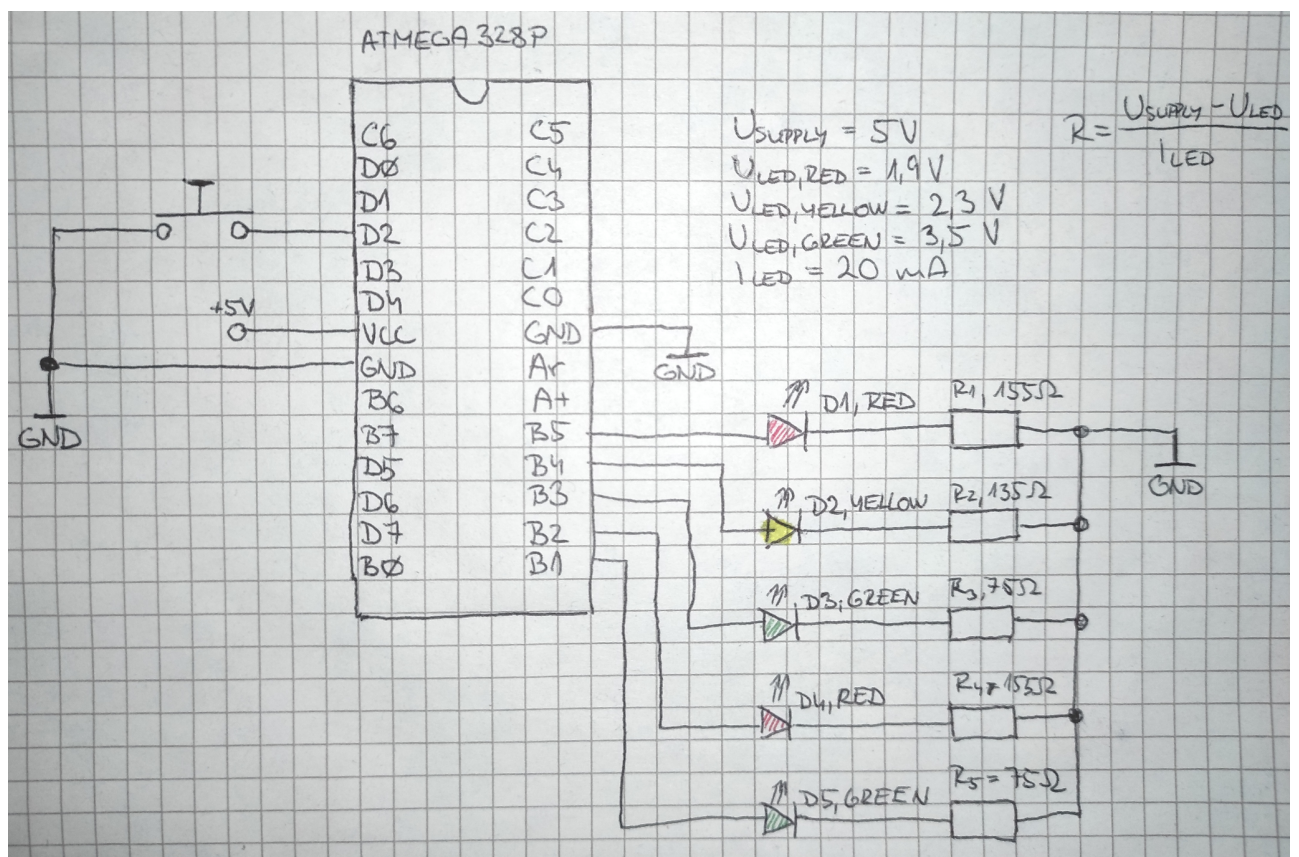 ATMEGA328P
C6 C5
DØ C4
D1 C3
D2 C2
D3 C1
D4 C0
+5V
VCC GND
GND Ar
GND
B6 A+
B7 B5
GND
D5 B4
D6 B3
D7 B2
BØ B1
USUPPLY = 5V
ULED,RED = 1,9V
ULED,YELLOW = 2,3 V
ULED,GREEN = 3,5 V
ILED = 20 mA
R = USUPPLY - ULED
ILED
D1, RED R1, 155Ω
GND
D2, YELLOW R2, 135Ω
D3, GREEN R3, 75Ω
D4, RED R4, 155Ω
D5, GREEN R5 = 75Ω